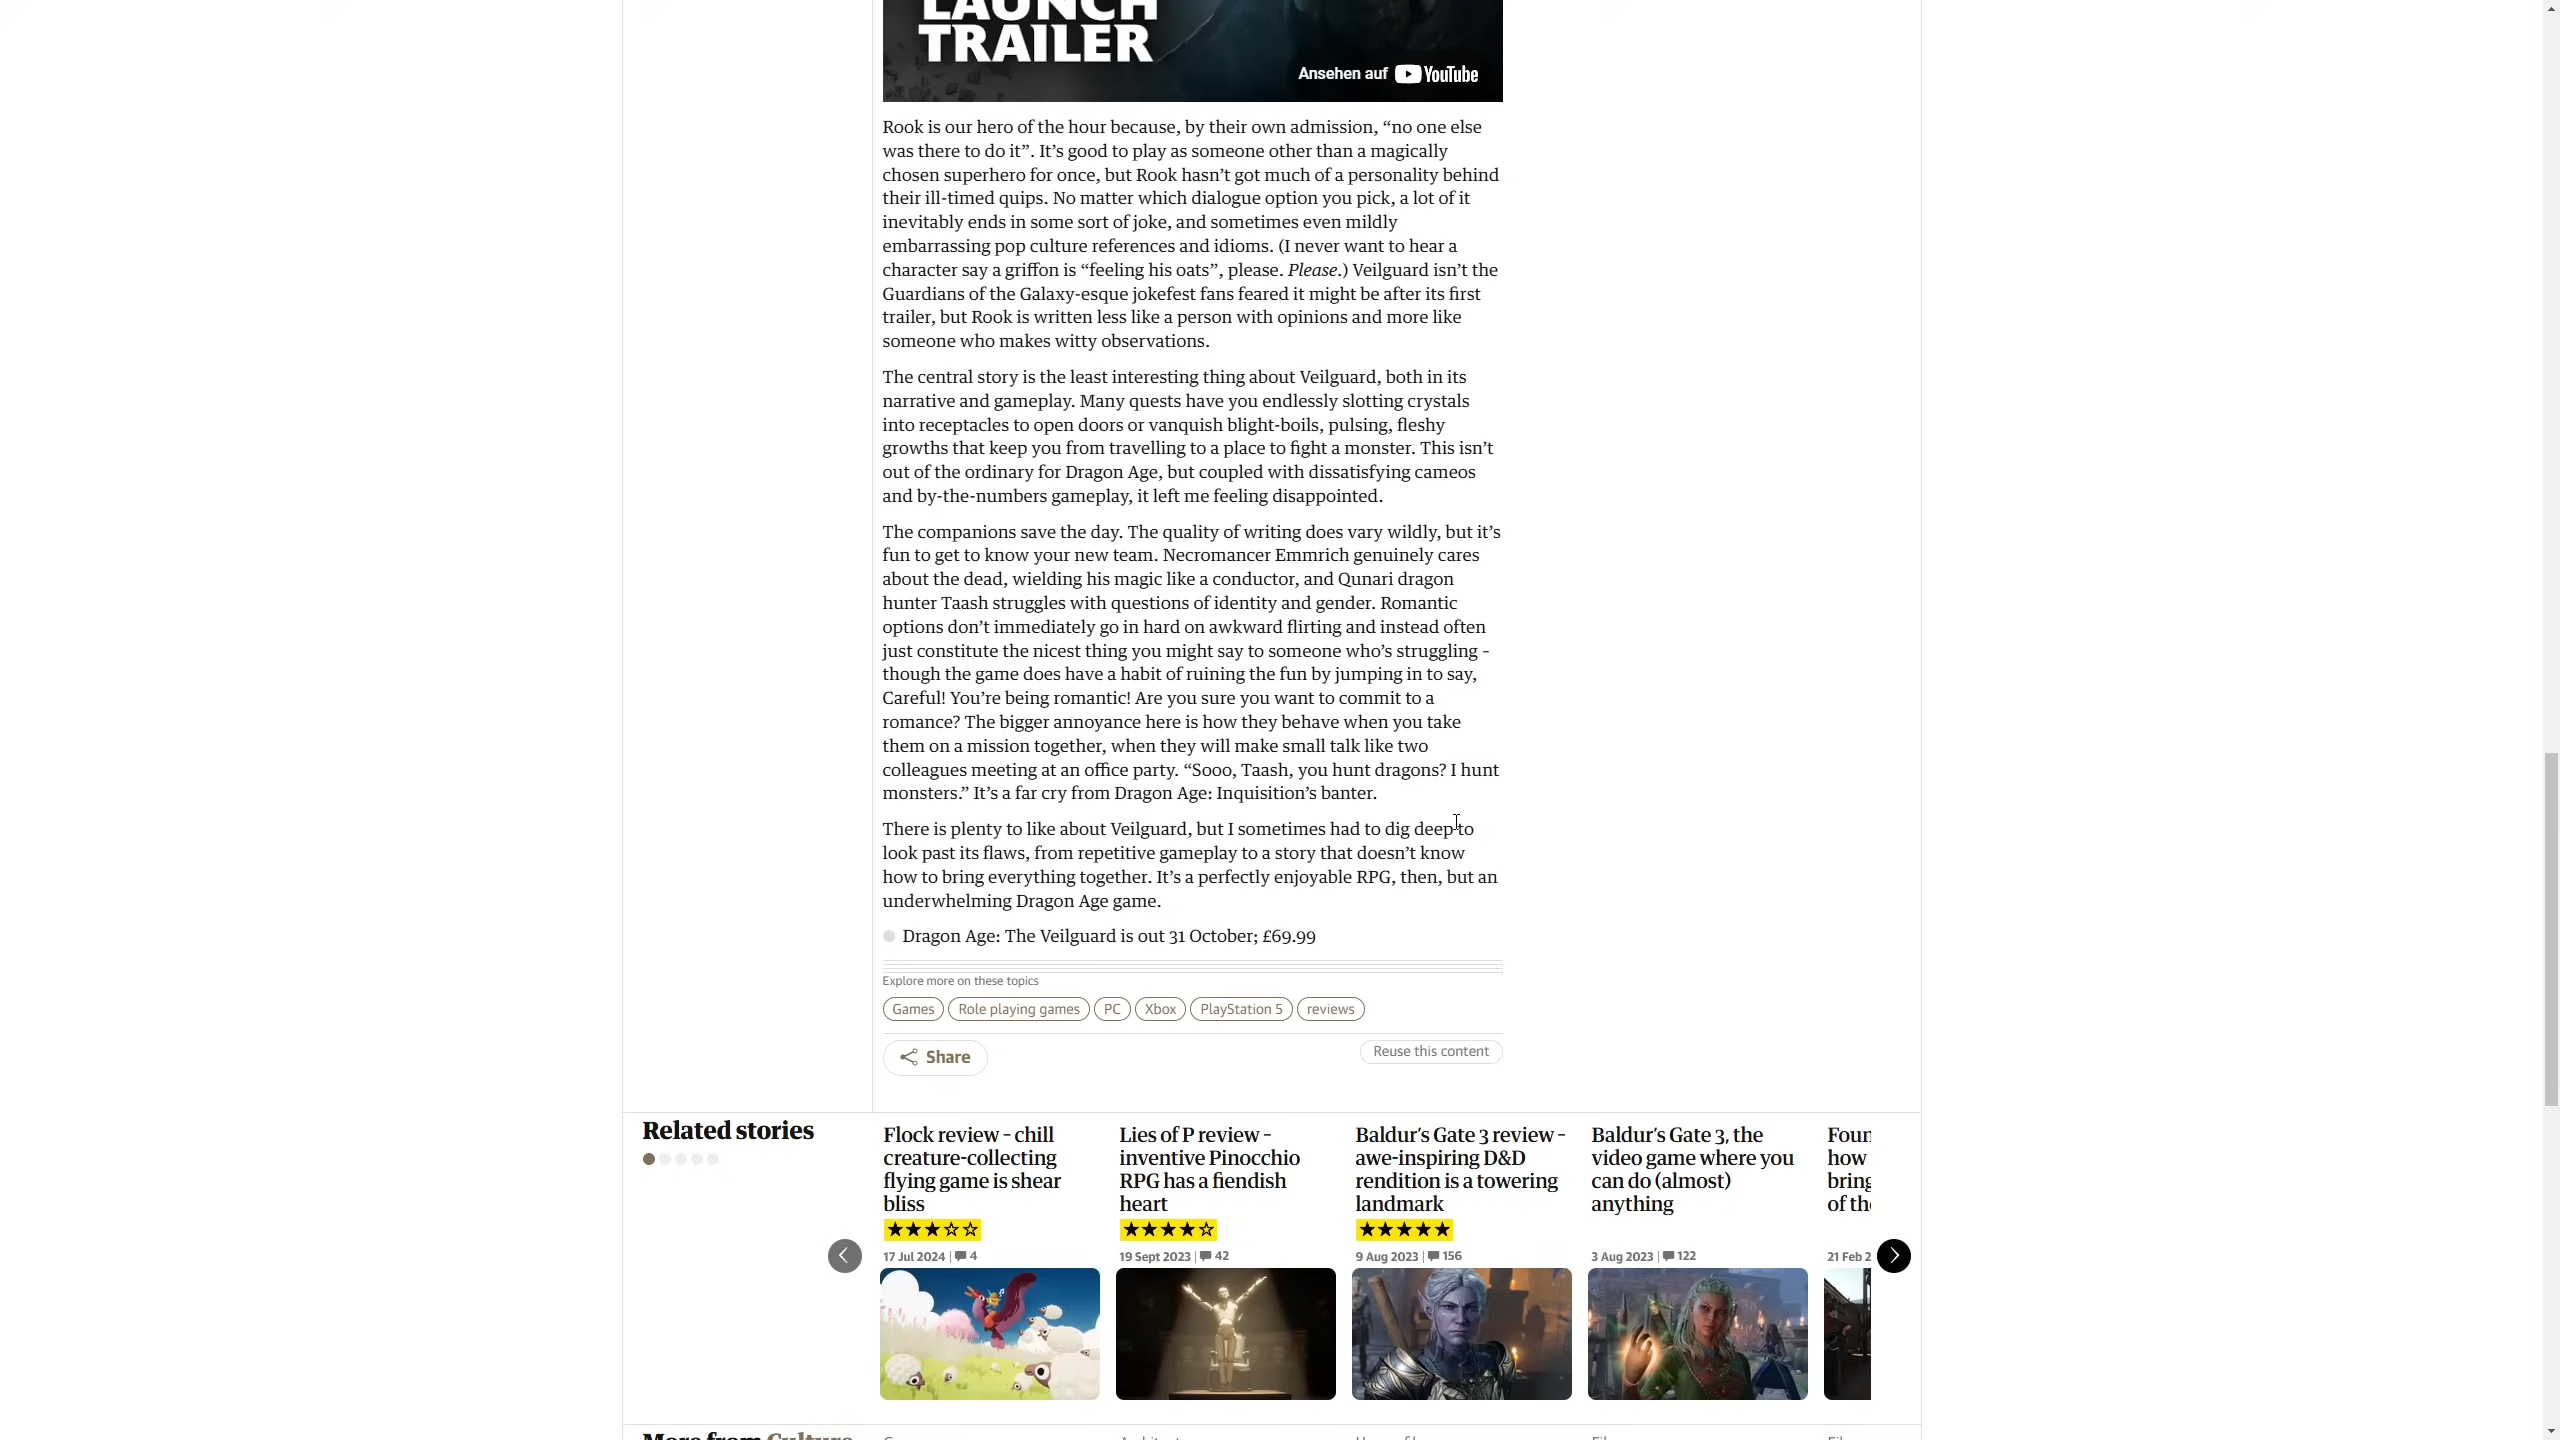 LAUNCH
TRAILER
Ansehen auf YouTube
Rook is our hero of the hour because, by their own admission, “no one else
was there to do it”. It’s good to play as someone other than a magically
chosen superhero for once, but Rook hasn’t got much of a personality behind
their ill-timed quips. No matter which dialogue option you pick, a lot of it
inevitably ends in some sort of joke, and sometimes even mildly
embarrassing pop culture references and idioms. (I never want to hear a
character say a griffon is “feeling his oats”, please. Please.) Veilguard isn’t the
Guardians of the Galaxy-esque jokefest fans feared it might be after its first
trailer, but Rook is written less like a person with opinions and more like
someone who makes witty observations.
The central story is the least interesting thing about Veilguard, both in its
narrative and gameplay. Many quests have you endlessly slotting crystals
into receptacles to open doors or vanquish blight-boils, pulsing, fleshy
growths that keep you from travelling to a place to fight a monster. This isn’t
out of the ordinary for Dragon Age, but coupled with dissatisfying cameos
and by-the-numbers gameplay, it left me feeling disappointed.
The companions save the day. The quality of writing does vary wildly, but it’s
fun to get to know your new team. Necromancer Emmrich genuinely cares
about the dead, wielding his magic like a conductor, and Qunari dragon
hunter Taash struggles with questions of identity and gender. Romantic
options don’t immediately go in hard on awkward flirting and instead often
just constitute the nicest thing you might say to someone who’s struggling –
though the game does have a habit of ruining the fun by jumping in to say,
Careful! You’re being romantic! Are you sure you want to commit to a
romance? The bigger annoyance here is how they behave when you take
them on a mission together, when they will make small talk like two
colleagues meeting at an office party. “Sooo, Taash, you hunt dragons? I hunt
monsters.” It’s a far cry from Dragon Age: Inquisition’s banter.
There is plenty to like about Veilguard, but I sometimes had to dig deep to
look past its flaws, from repetitive gameplay to a story that doesn’t know
how to bring everything together. It’s a perfectly enjoyable RPG, then, but an
underwhelming Dragon Age game.
Dragon Age: The Veilguard is out 31 October; £69.99
Explore more on these topics
Games Role playing games PC Xbox PlayStation 5 reviews
Share
Reuse this content
Related stories
Flock review – chill
creature-collecting
flying game is shear
bliss
★★★☆☆
17 Jul 2024 | 4
Lies of P review –
inventive Pinocchio
RPG has a fiendish
heart
★★★★☆
19 Sept 2023 | 42
Baldur’s Gate 3 review –
awe-inspiring D&D
rendition is a towering
landmark
★★★★★
9 Aug 2023 | 156
Baldur’s Gate 3, the
video game where you
can do (almost)
anything
3 Aug 2023 | 122
how
21 Feb 2
More from Culture